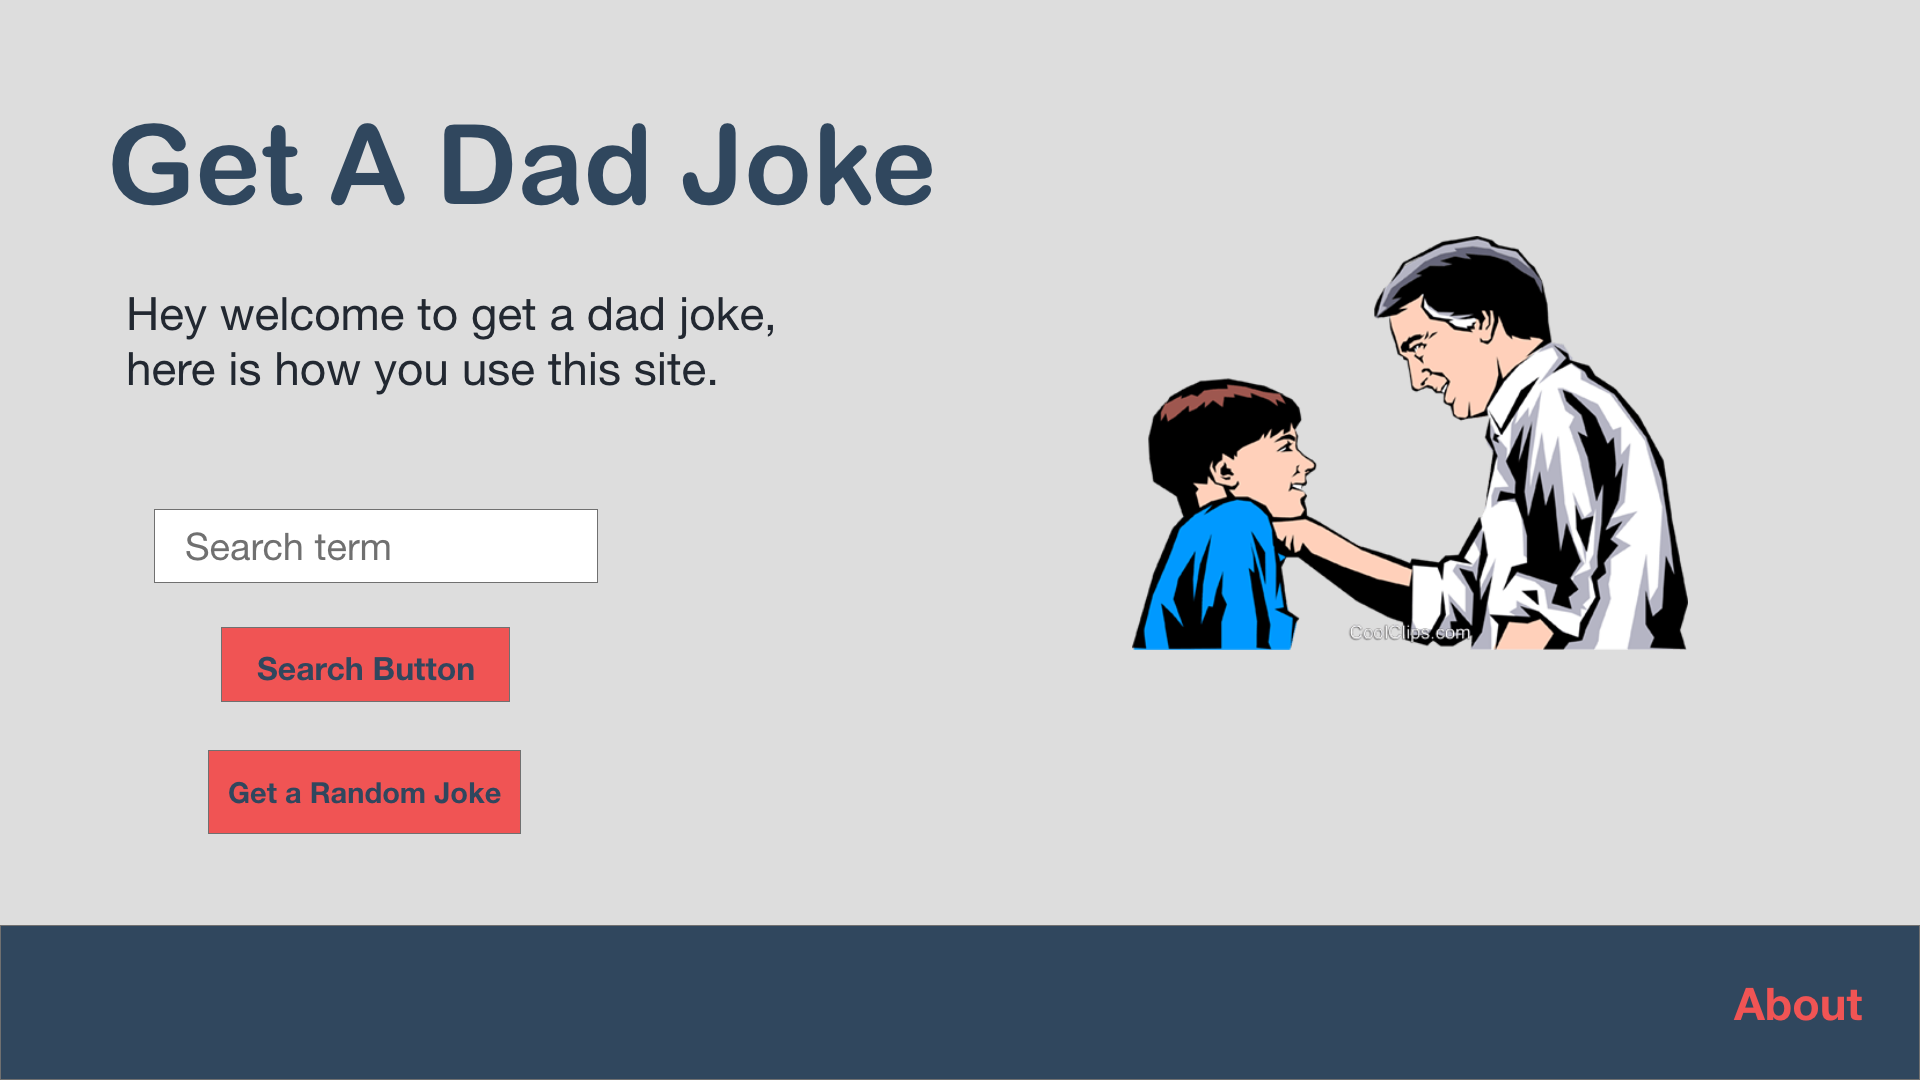 Get A Dad Joke
Hey welcome to get a dad joke,
here is how you use this site.
Search term
Search Button
Get a Random Joke
CoolClips.com
About